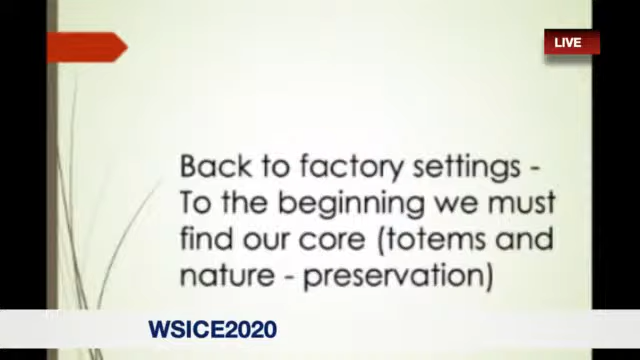 LIVE
Back to factory settings -
To the beginning we must
find our core (totems and
nature - preservation)
WSICE2020